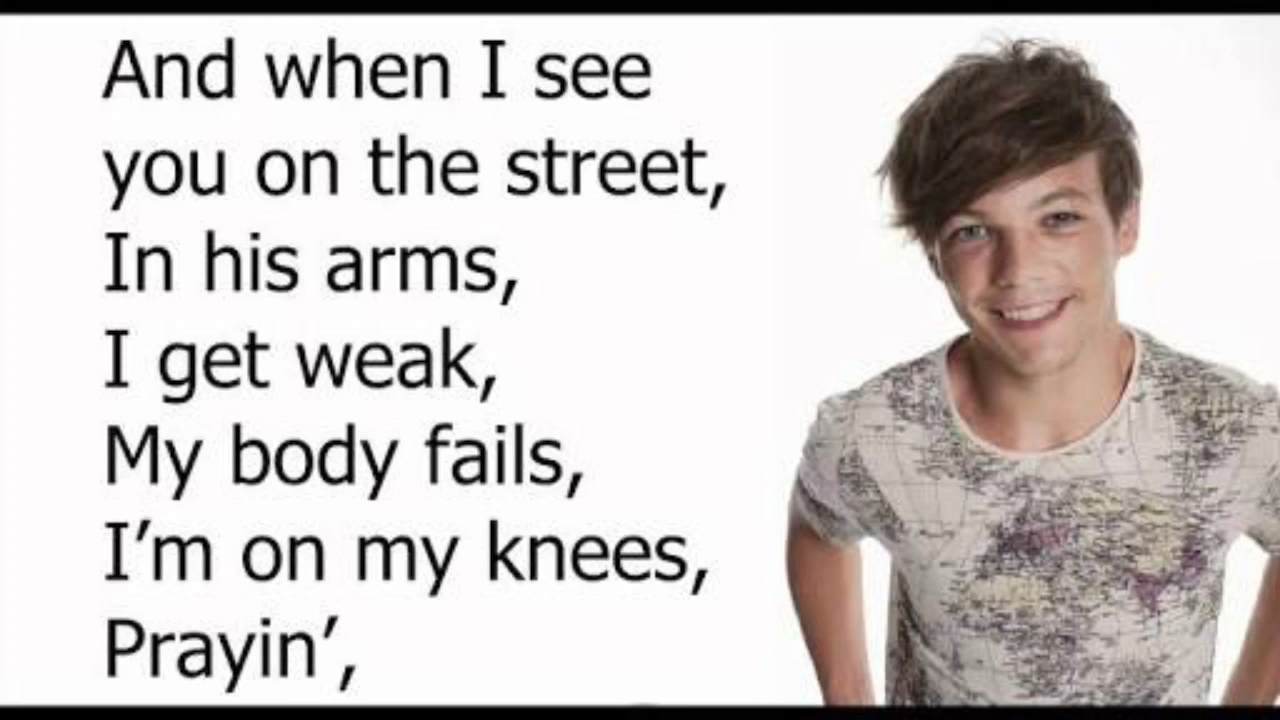 And when I see
you on the street,
In his arms,
I get weak,
My body fails,
I’m on my knees,
Prayin’,